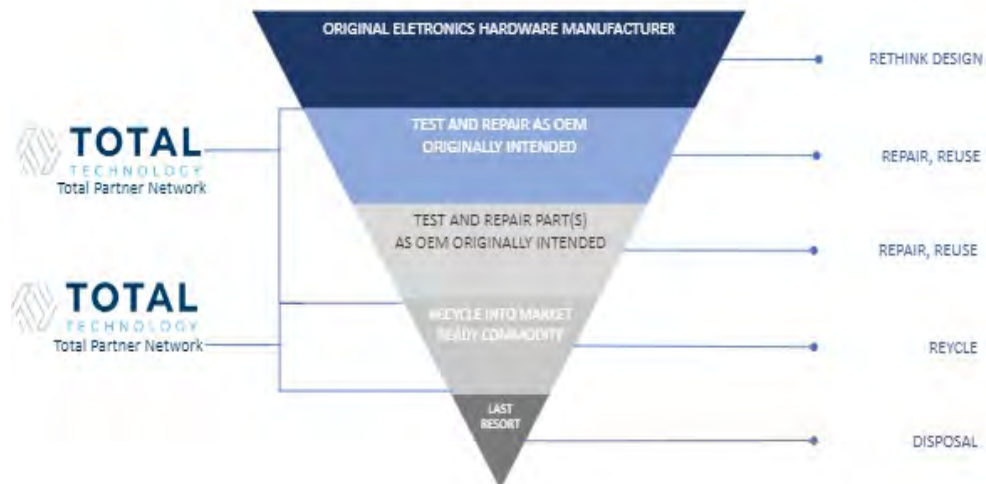 ORIGINAL ELETRONICS HARDWARE MANUFACTURER
RETHINK DESIGN
TEST AND REPAIR AS OEM
ORIGINALLY INTENDED
TOTAL
TECHNOLOGY
Total Partner Network
REPAIR, REUSE
TEST AND REPAIR PART(S)
AS OEM ORIGINALLY INTENDED
REPAIR, REUSE
TOTAL
TECHNOLOGY
Total Partner Network
RECYCLE INTO MARKET
READY COMMODITY
REYCLE
LAST
RESORT
DISPOSAL